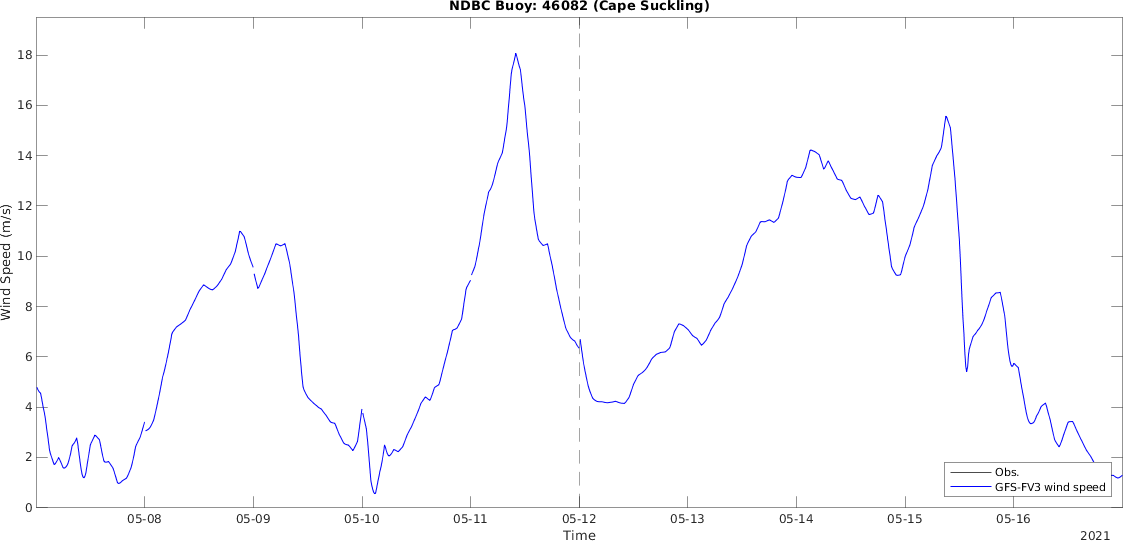 NDBC Buoy: 46082 (Cape Suckling)
18
16
14
12
10
8
6
4
2
0
Wind Speed (m/s)
05-08 05-09 05-10 05-11 05-12 05-13 05-14 05-15 05-16
Time
2021
Obs.
GFS-FV3 wind speed